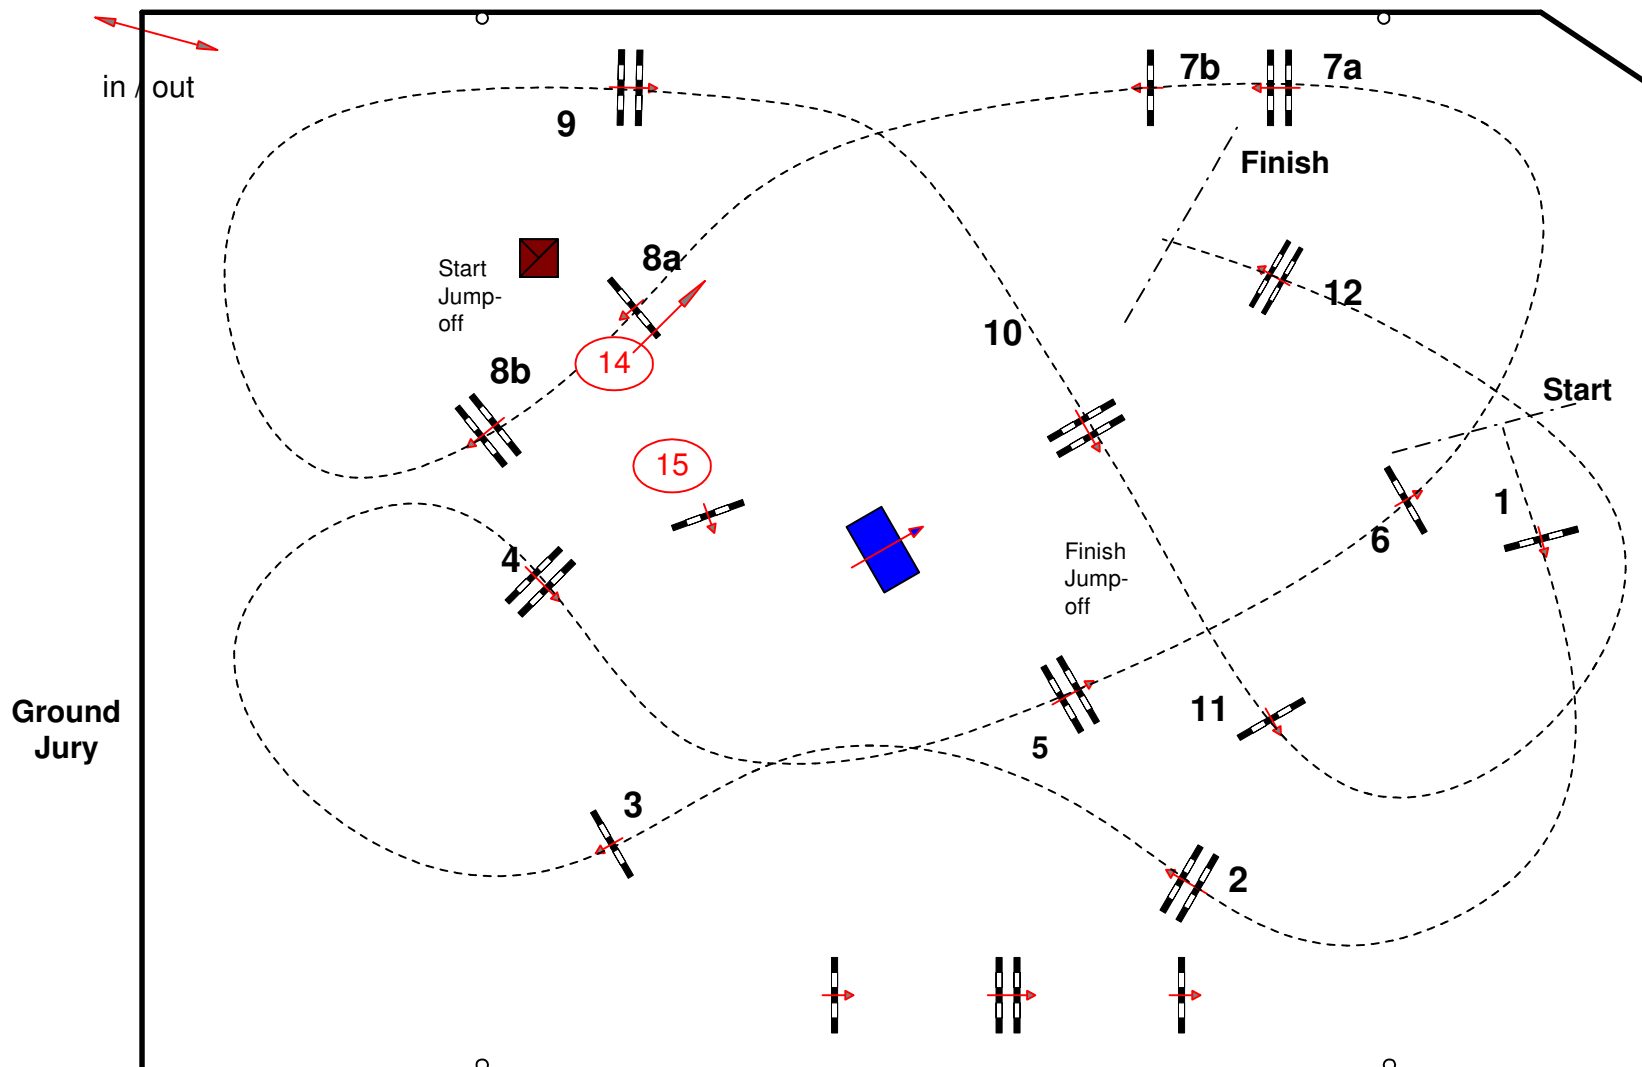 in / out
7b
7a
9
Finish
8a
Start
Jump-
off
12
10
14
8b
Start
15
1
6
4
Finish
Jump-
off
Ground
Jury
11
5
3
2